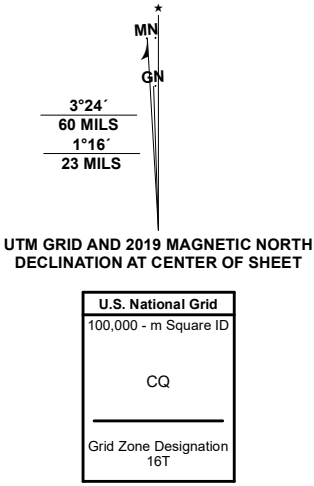 MN
GN
3°24´
60 MILS
1°16´
23 MILS
UTM GRID AND 2019 MAGNETIC NORTH
DECLINATION AT CENTER OF SHEET
U.S. National Grid
100,000 - m Square ID
CQ
Grid Zone Designation
16T